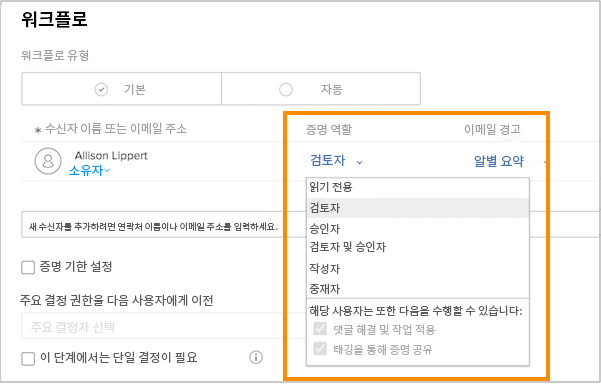 워크플로
워크플로 유형
기본 자동
* 수신자 이름 또는 이메일 주소 증명 역할 이메일 경고
Allison Lippert
소유자 검토자 알별 요약
읽기 전용
검토자
새 수신자를 추가하려면 연락처 이름이나 이메일 주소를 입력하세요. 승인자
검토자 및 승인자
증명 기한 설정 작성자
중재자
주요 결정 권한을 다음 사용자에게 이전
해당 사용자는 또한 다음을 수행할 수 있습니다:
주요 결정자 선택 댓글 해결 및 작업 적용
태깅을 통해 증명 공유
이 단계에서는 단일 결정이 필요